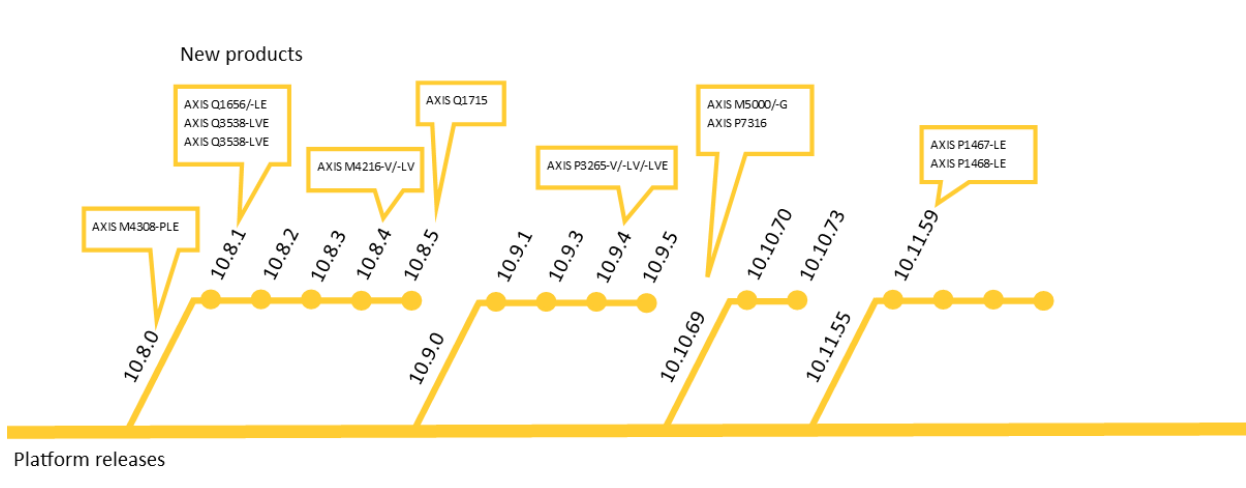 New products
AXIS Q1656/-LE
AXIS Q3538-LVE
AXIS Q3538-LVE
AXIS Q1715
AXIS M5000/-G
AXIS P7316
AXIS P1467-LE
AXIS P1468-LE
AXIS M4216-V/-LV
AXIS P3265-V/-LV/-LVE
AXIS M4308-PLE
10.8.0
10.8.1
10.8.2
10.8.3
10.8.4
10.8.5
10.9.0
10.9.1
10.9.3
10.9.4
10.9.5
10.10.69
10.10.70
10.10.73
10.11.55
10.11.59
Platform releases